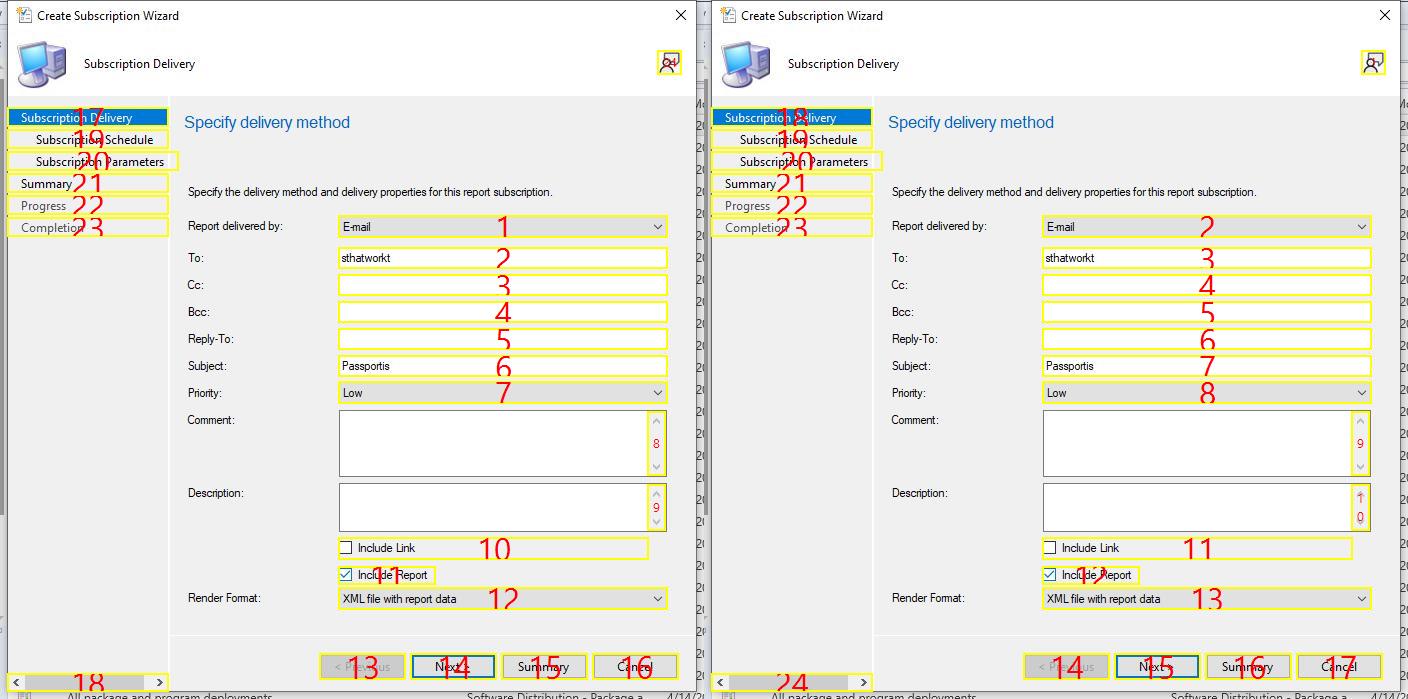 Create Subscription Wizard
Subscription Delivery
24
17 Subscription Delivery
19 Subscription Schedule
20 Subscription Parameters
21 Summary
22 Progress
23 Completion
18
Specify delivery method
Specify the delivery method and delivery properties for this report subscription.
Report delivered by: E-mail 1
To: sthatworkt 2
Cc: 3
Bcc: 4
Reply-To: 5
Subject: Passportis 6
Priority: Low 7
Comment: 8
Description: 9
Include Link 10
Include Report 11
Render Format: XML file with report data 12
< Previous 13 Next > 14 Summary 15 Cancel 16
All package and program deployments Software Distribution - Package a
Create Subscription Wizard
Subscription Delivery
1
18 Subscription Delivery
19 Subscription Schedule
20 Subscription Parameters
21 Summary
22 Progress
23 Completion
24
Specify delivery method
Specify the delivery method and delivery properties for this report subscription.
Report delivered by: E-mail 2
To: sthatworkt 3
Cc: 4
Bcc: 5
Reply-To: 6
Subject: Passportis 7
Priority: Low 8
Comment: 9
Description: 10
Include Link 11
Include Report 12
Render Format: XML file with report data 13
< Previous 14 Next > 15 Summary 16 Cancel 17
All package and program deployments Software Distribution - Package a